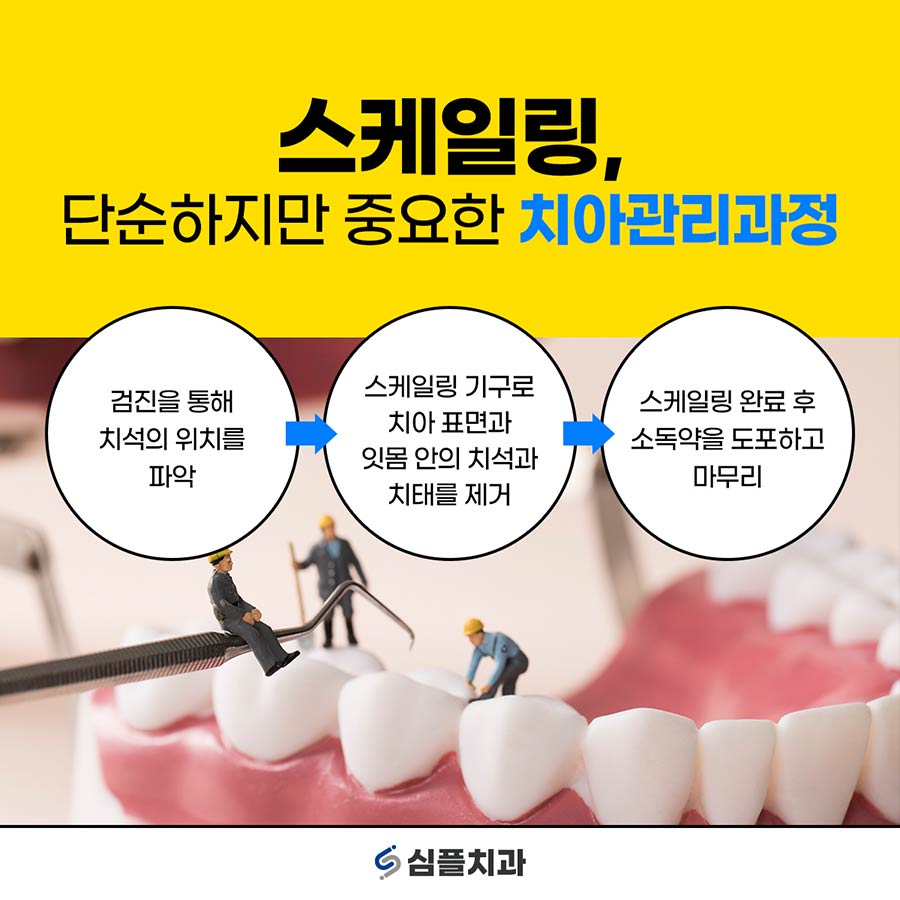 스케일링,
단순하지만 중요한 치아관리과정
검진을 통해
치석의 위치를
파악
스케일링 기구로
치아 표면과
잇몸 안의 치석과
치태를 제거
스케일링 완료 후
소독약을 도포하고
마무리
심플치과